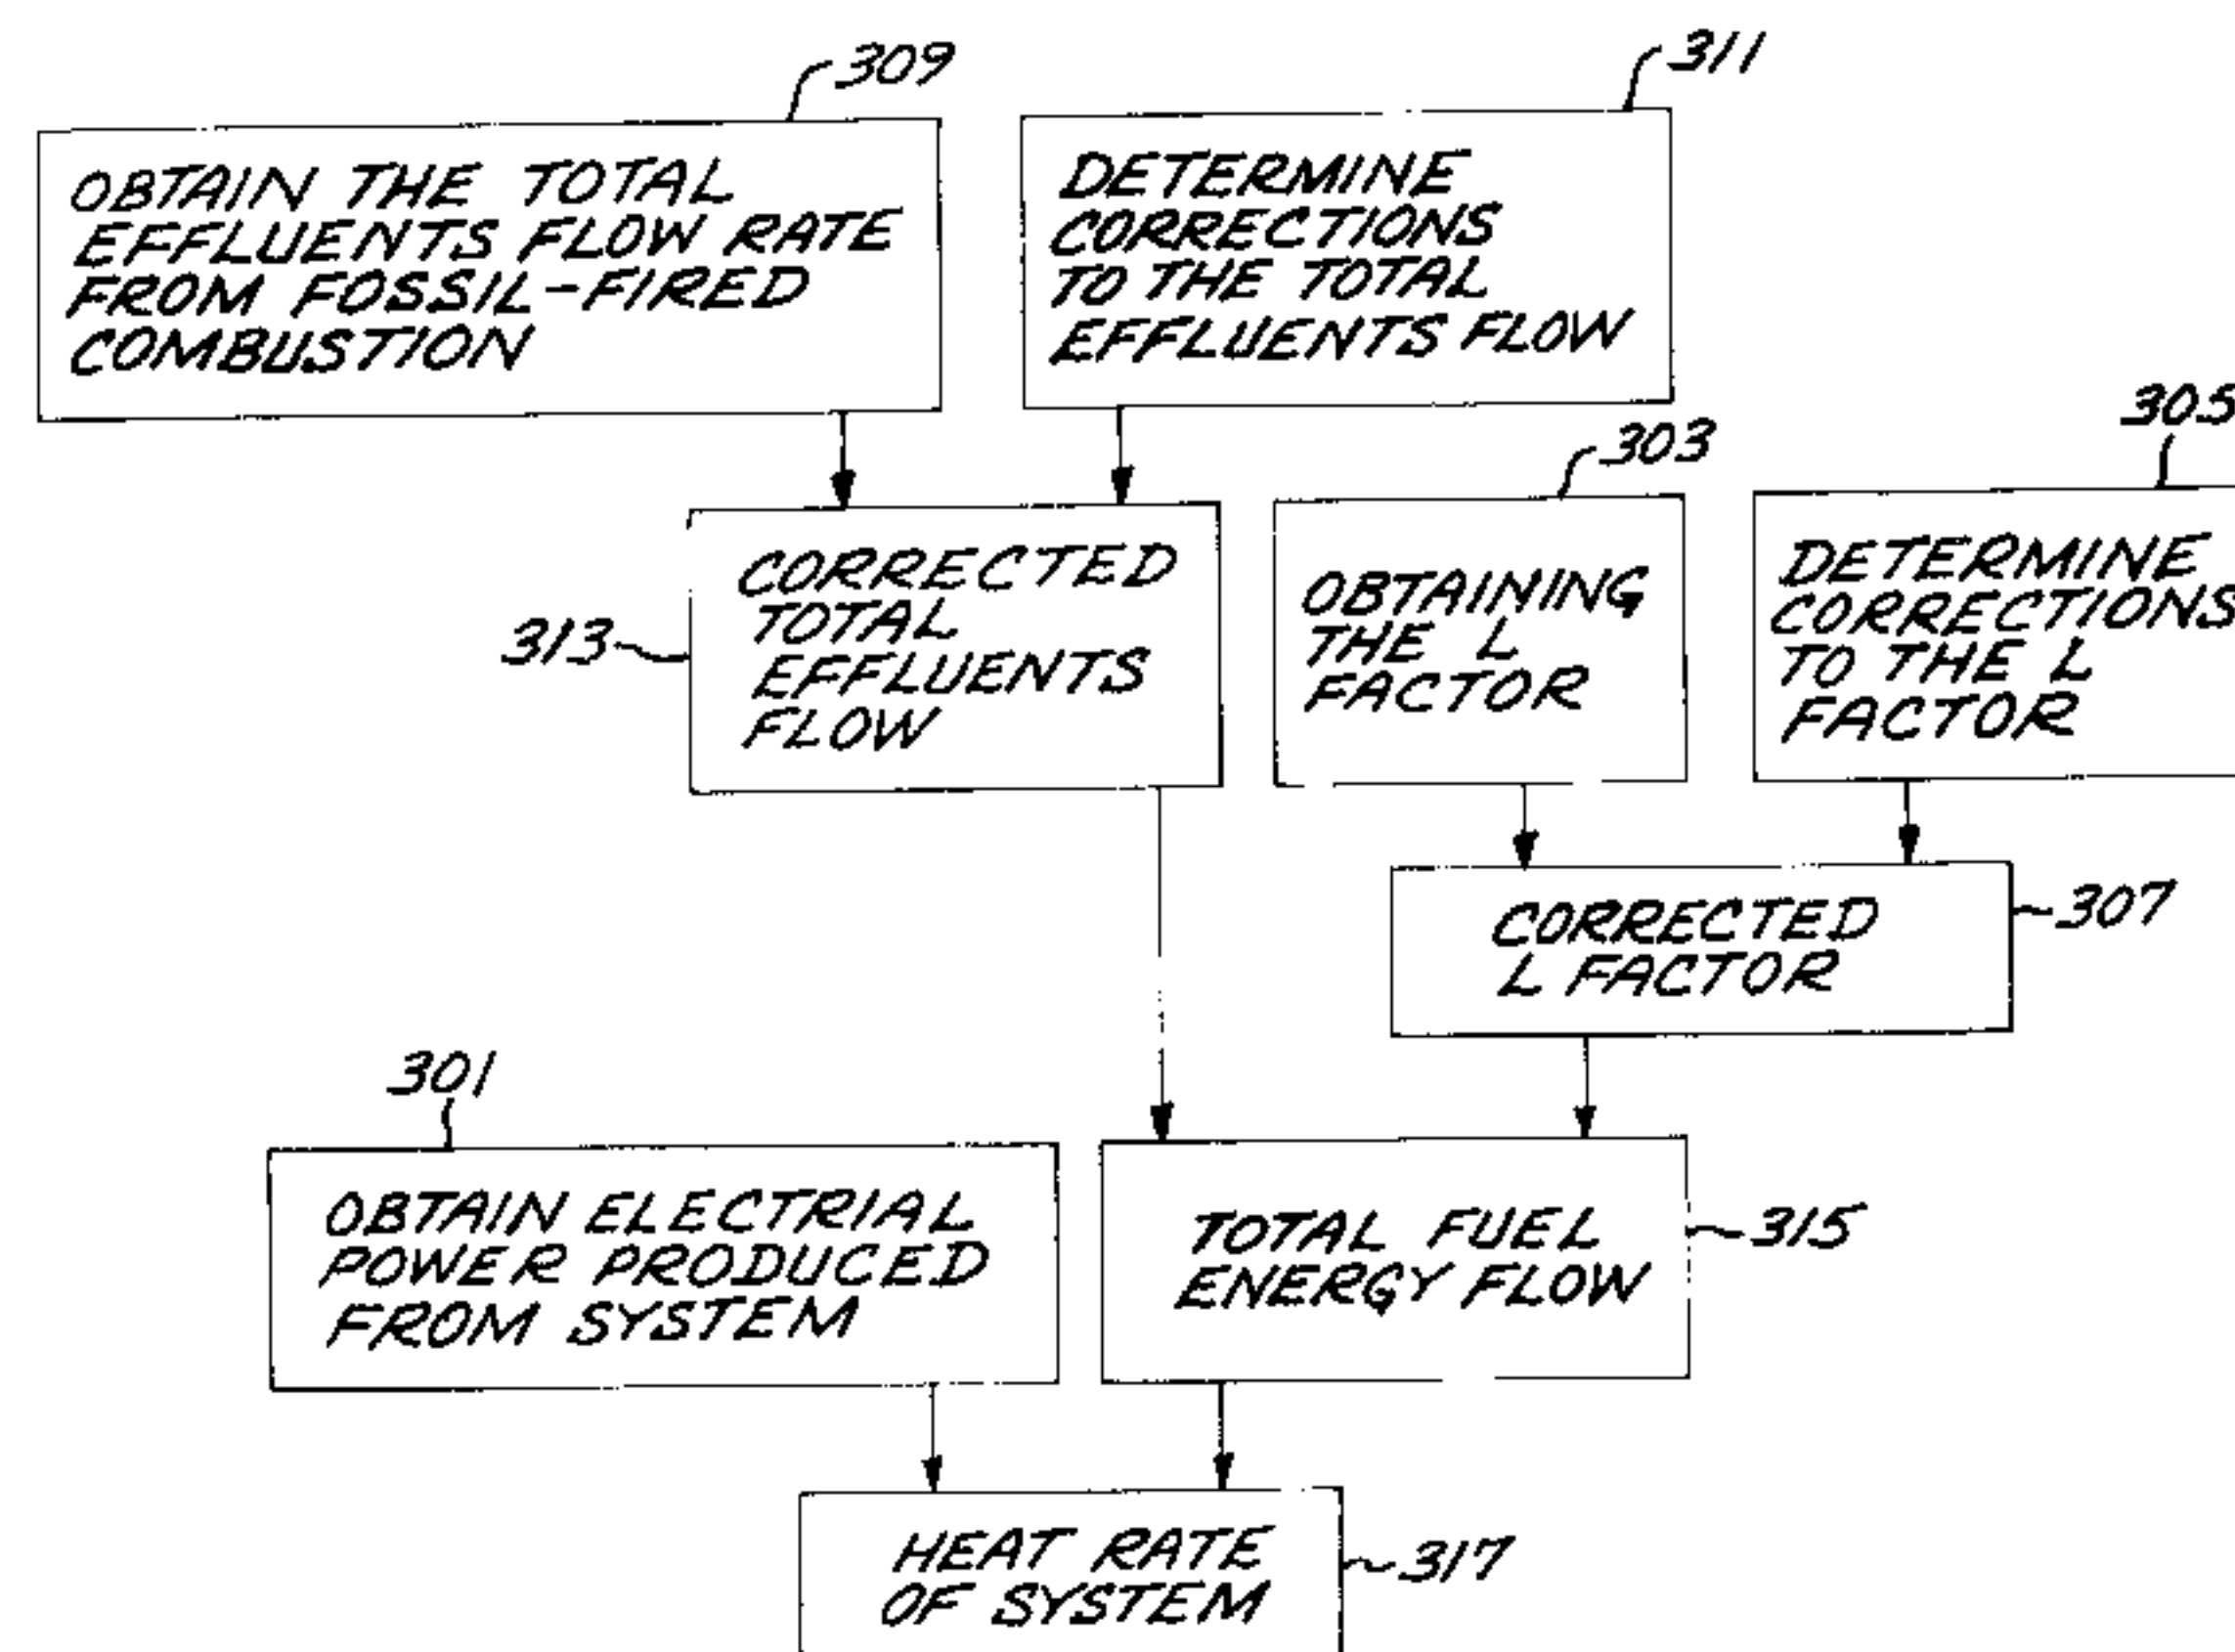 309
311
OBTAIN THE TOTAL
EFFLUENTS FLOW RATE
FROM FOSSIL-FIRED
COMBUSTION
DETERMINE
CORRECTIONS
TO THE TOTAL
EFFLUENTS FLOW
303
305
313
CORRECTED
TOTAL
EFFLUENTS
FLOW
OBTAINING
THE L
FACTOR
DETERMINE
CORRECTIONS
TO THE L
FACTOR
CORRECTED
L FACTOR
307
301
OBTAIN ELECTRIAL
POWER PRODUCED
FROM SYSTEM
TOTAL FUEL
ENERGY FLOW
315
HEAT RATE
OF SYSTEM
317